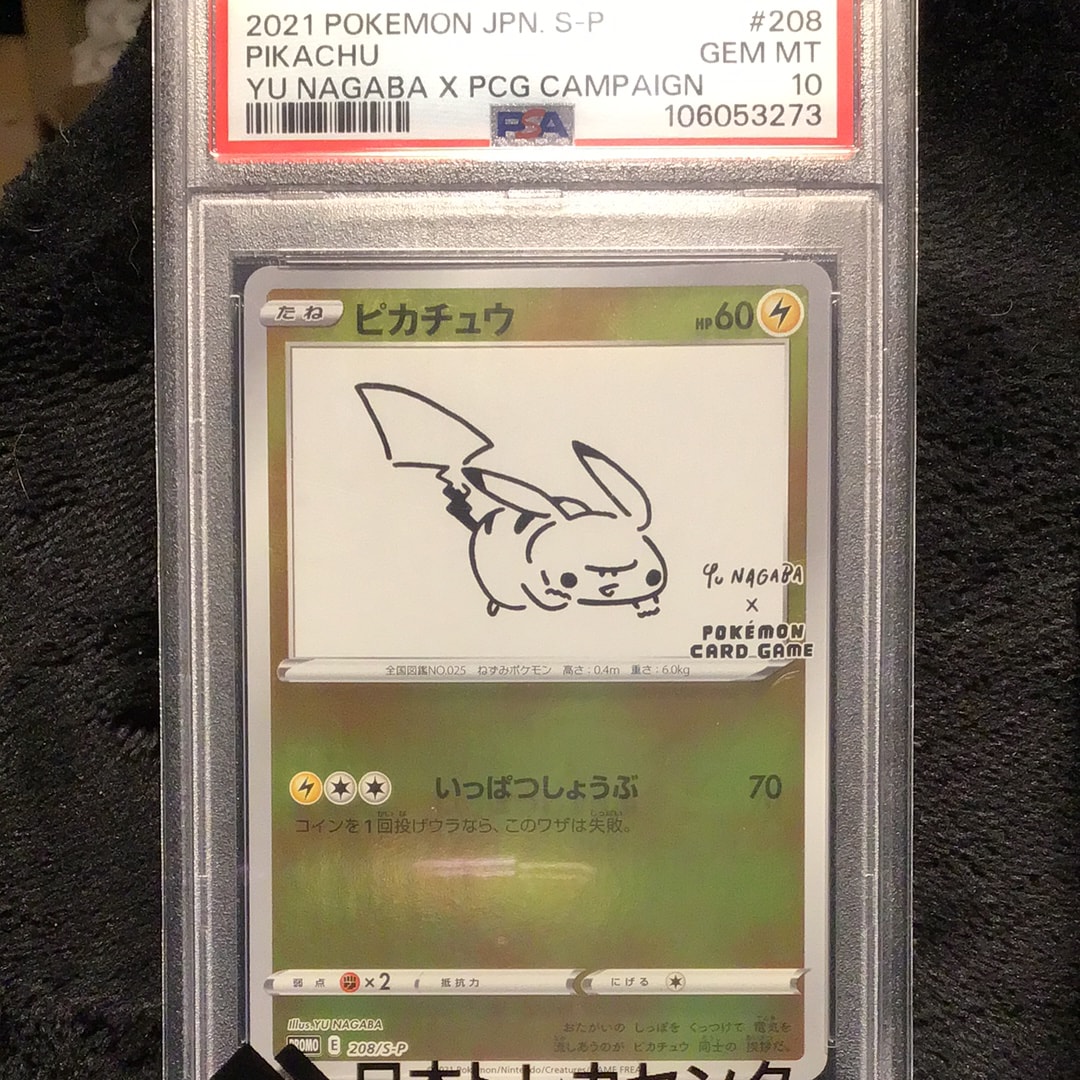 2021 POKEMON JPN. S-P #208
PIKACHU GEM MT
YU NAGABA X PCG CAMPAIGN 10
PSA 106053273
たね ピカチュウ HP60
YU NAGABA
X
POKÉMON
CARD GAME
全国図鑑NO.025 ねずみポケモン 高さ:0.4m 重さ:6.0kg
いっぱつしょうぶ 70
コインを1回投げウラなら、このワザは失敗。
弱点 ×2 抵抗力 にげる
Illus.YU NAGABA
PROMO E 208/S-P
おたがいの しっぽを くっつけて 電気を
流しあうのが ピカチュウ 同士の 挨拶だ。
Pokémon/Nintendo/Creatures/GAME FREAK